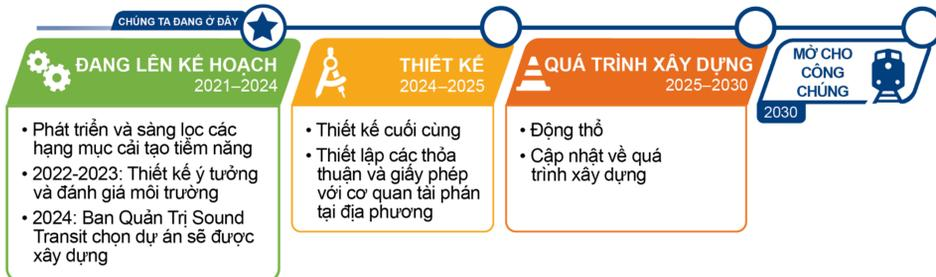 CHÚNG TA ĐANG Ở ĐÂY
ĐANG LÊN KẾ HOẠCH
2021–2024
• Phát triển và sàng lọc các
hạng mục cải tạo tiềm năng
• 2022-2023: Thiết kế ý tưởng
và đánh giá môi trường
• 2024: Ban Quản Trị Sound
Transit chọn dự án sẽ được
xây dựng
THIẾT KẾ
2024–2025
• Thiết kế cuối cùng
• Thiết lập các thỏa
thuận và giấy phép
với cơ quan tài phán
tại địa phương
QUÁ TRÌNH XÂY DỰNG
2025–2030
• Động thổ
• Cập nhật về quá
trình xây dựng
MỞ CHO
CÔNG
CHÚNG
2030